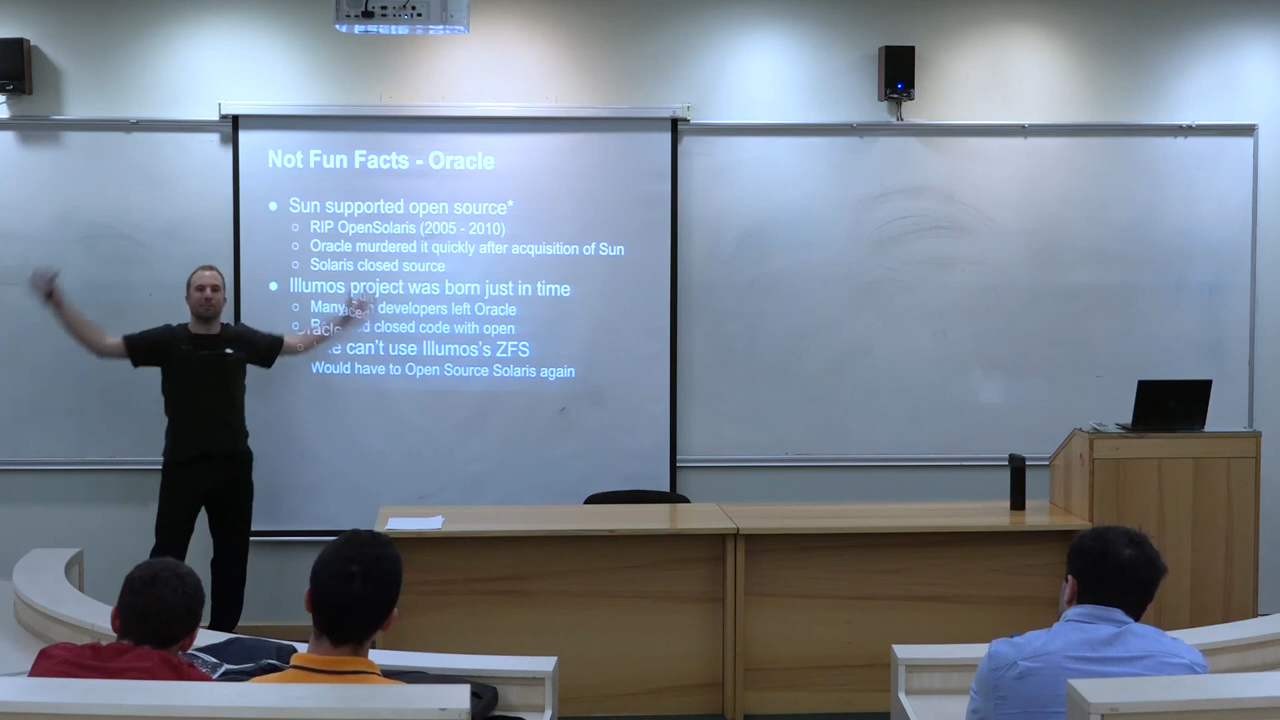 Not Fun Facts - Oracle
● Sun supported open source*
○ RIP OpenSolaris (2005 - 2010)
○ Oracle murdered it quickly after acquisition of Sun
○ Solaris closed source
● Illumos project was born just in time
○ Many developers left Oracle
○ closed code with open
can't use Illumos's ZFS
Would have to Open Source Solaris again